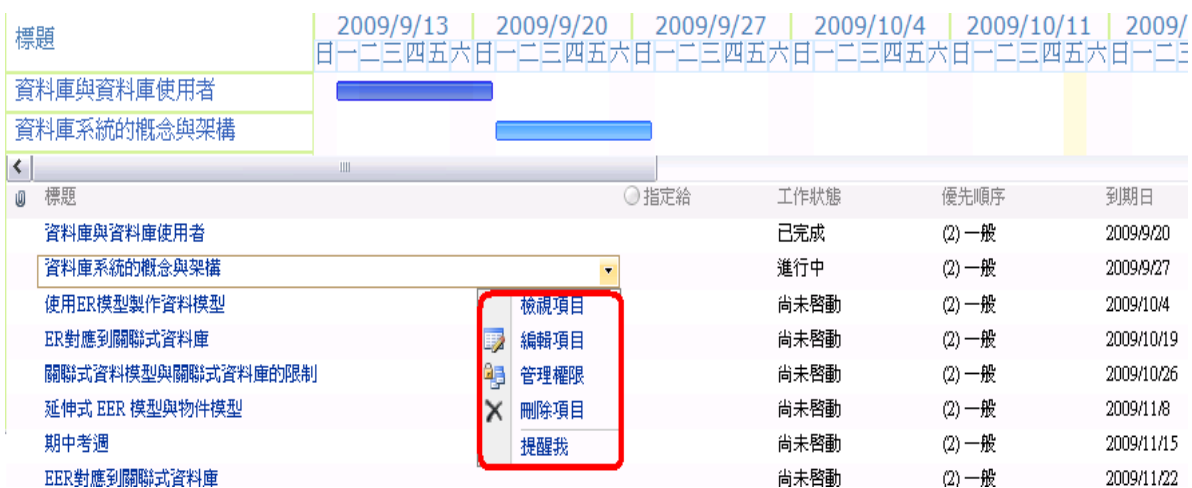 標題 2009/9/13 2009/9/20 2009/9/27 2009/10/4 2009/10/11 2009/
日一二三四五六日一二三四五六日一二三四五六日一二三四五六日一二三四五六日一二三
資料庫與資料庫使用者
資料庫系統的概念與架構
標題 指定給 工作狀態 優先順序 到期日
資料庫與資料庫使用者 已完成 (2) 一般 2009/9/20
資料庫系統的概念與架構 進行中 (2) 一般 2009/9/27
使用ER模型製作資料模型 檢視項目 尚未啓動 (2) 一般 2009/10/4
ER對應到關聯式資料庫 編輯項目 尚未啓動 (2) 一般 2009/10/19
關聯式資料模型與關聯式資料庫的限制 管理權限 尚未啓動 (2) 一般 2009/10/26
延伸式 EER 模型與物件模型 刪除項目 尚未啓動 (2) 一般 2009/11/8
期中考週 提醒我 尚未啓動 (2) 一般 2009/11/15
EER對應到關聯式資料庫 尚未啓動 (2) 一般 2009/11/22